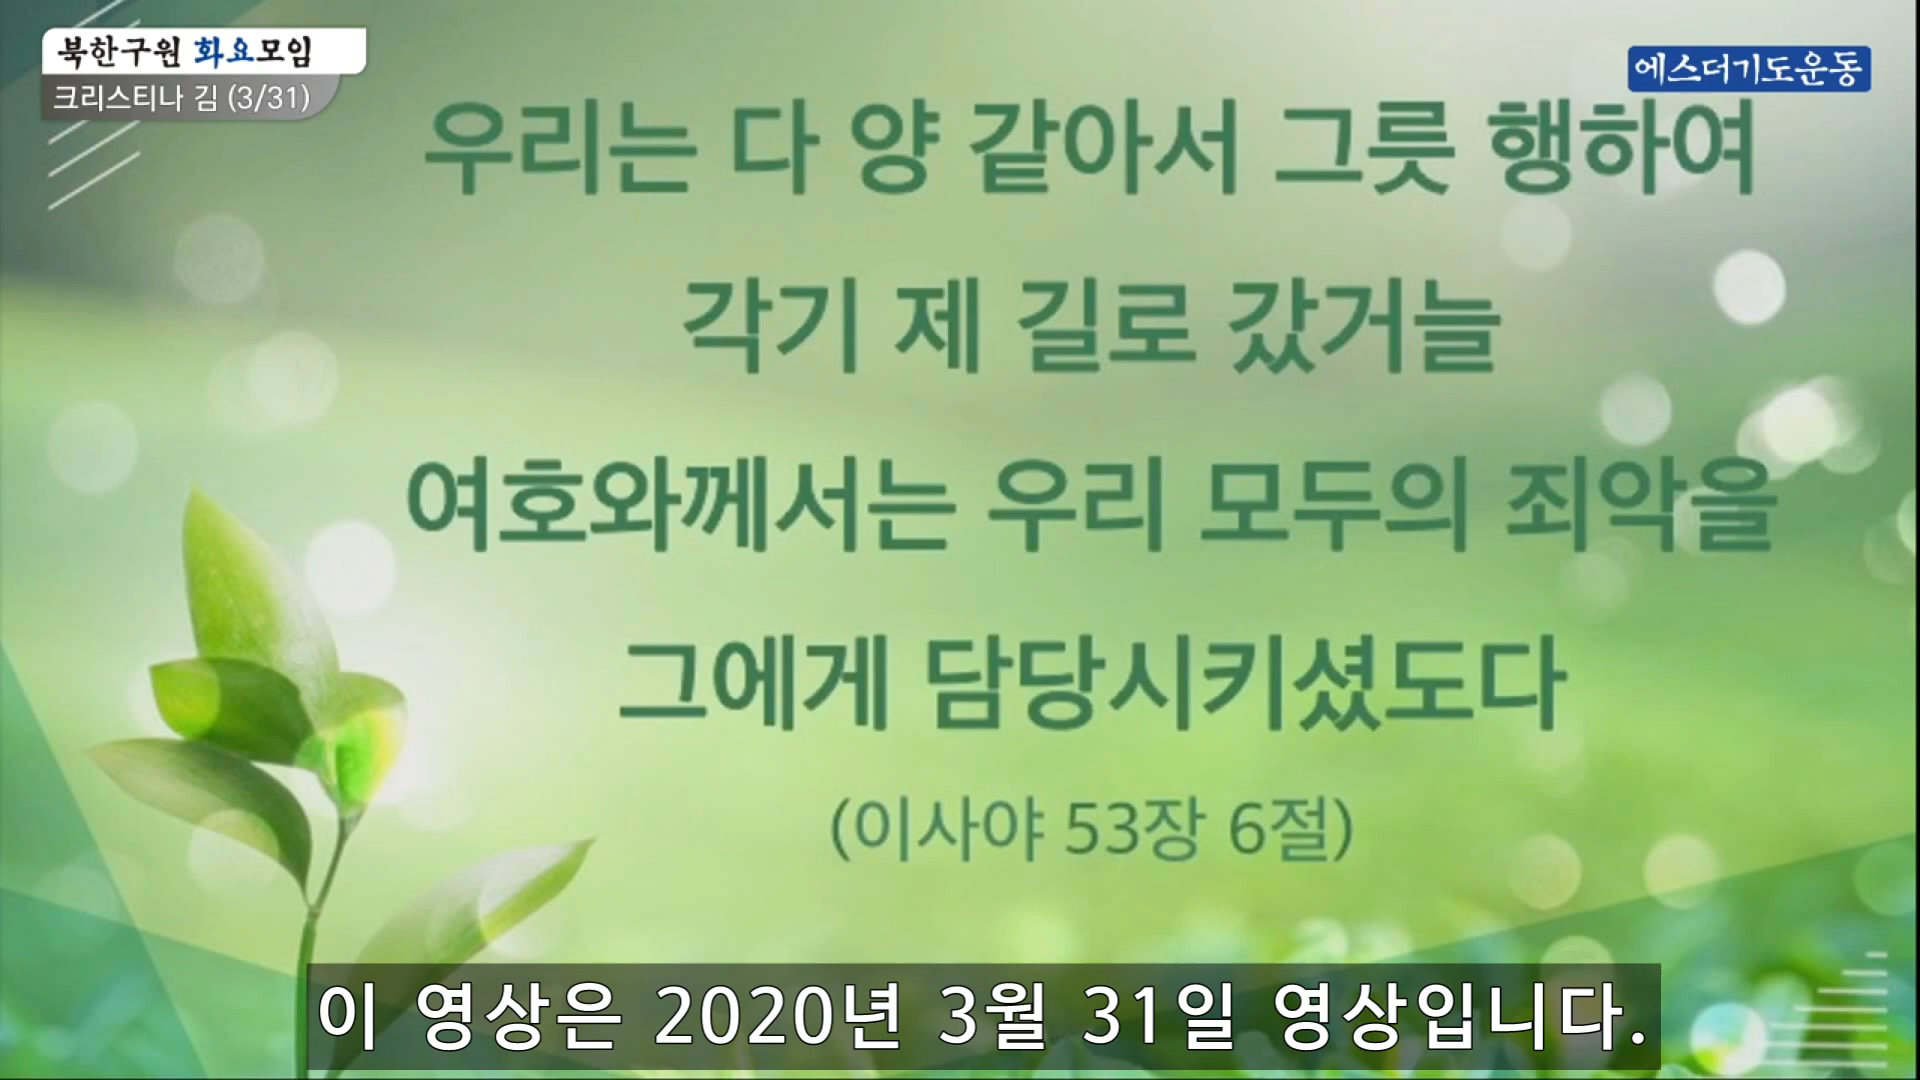 북한구원 화요모임
크리스티나 김 (3/31)
에스더기도운동
우리는 다 양 같아서 그릇 행하여
각기 제 길로 갔거늘
여호와께서는 우리 모두의 죄악을
그에게 담당시키셨도다
(이사야 53장 6절)
이 영상은 2020년 3월 31일 영상입니다.